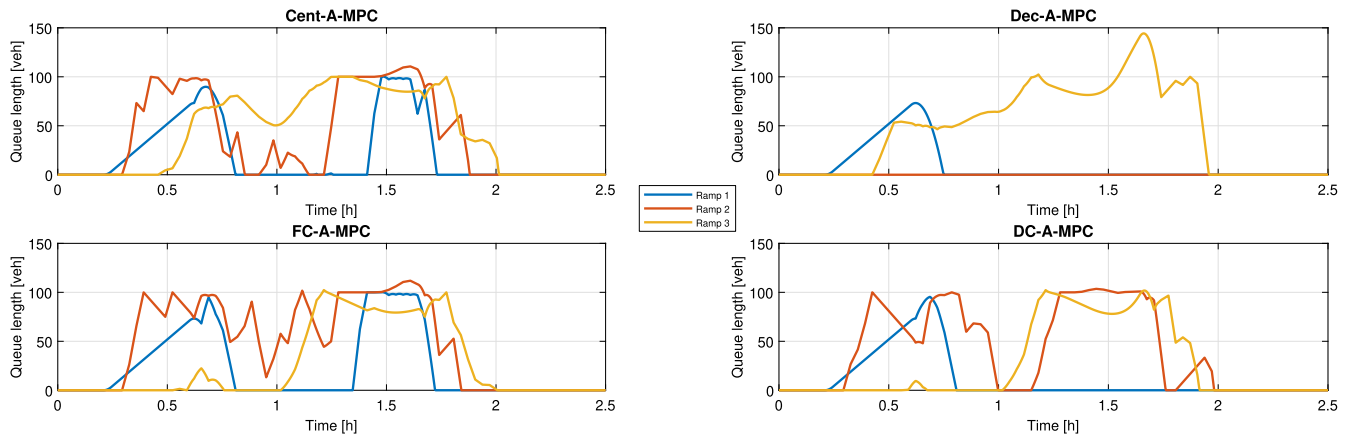 Cent-A-MPC
150
100
50
0
Queue length [veh]
0 0.5 1 1.5 2 2.5
Time [h]
Dec-A-MPC
150
100
50
0
Queue length [veh]
0 0.5 1 1.5 2 2.5
Time [h]
Ramp 1
Ramp 2
Ramp 3
FC-A-MPC
150
100
50
0
Queue length [veh]
0 0.5 1 1.5 2 2.5
Time [h]
DC-A-MPC
150
100
50
0
Queue length [veh]
0 0.5 1 1.5 2 2.5
Time [h]